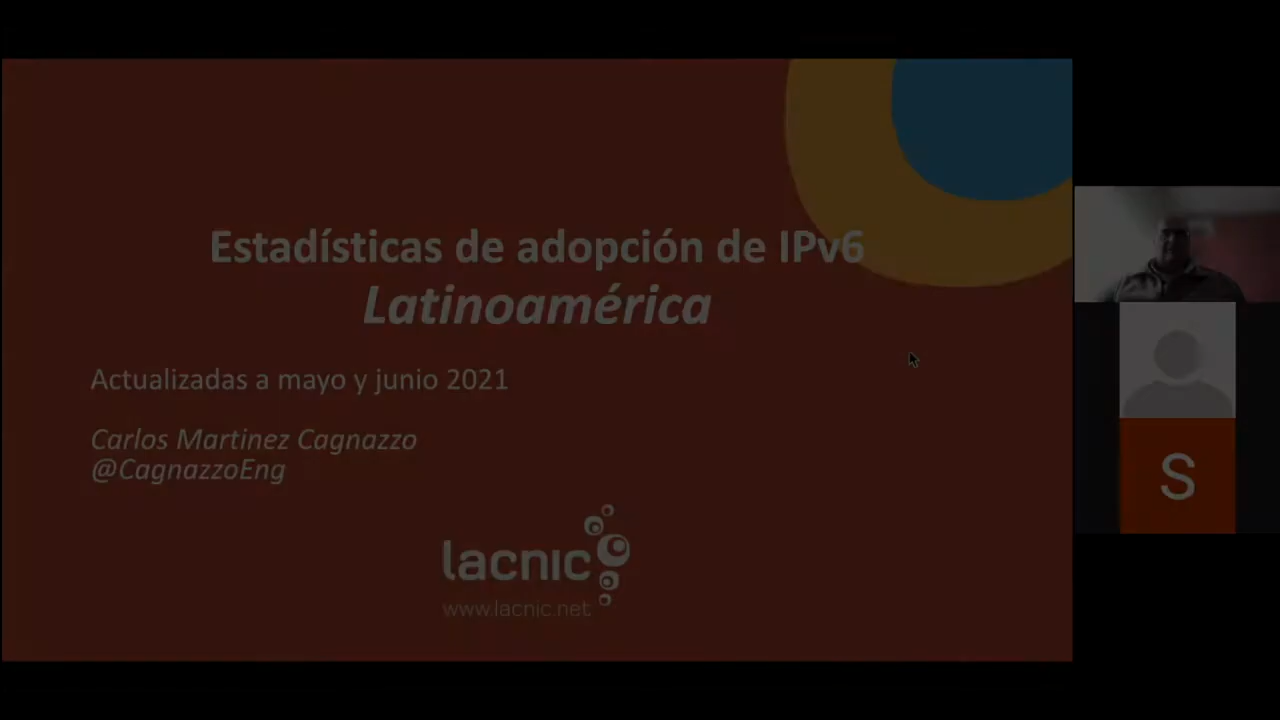 Estadísticas de adopción de IPv6
Latinoamérica
Actualizadas a mayo y junio 2021
Carlos Martinez Cagnazzo
@CagnazzoEng
lacnic
www.lacnic.net
S